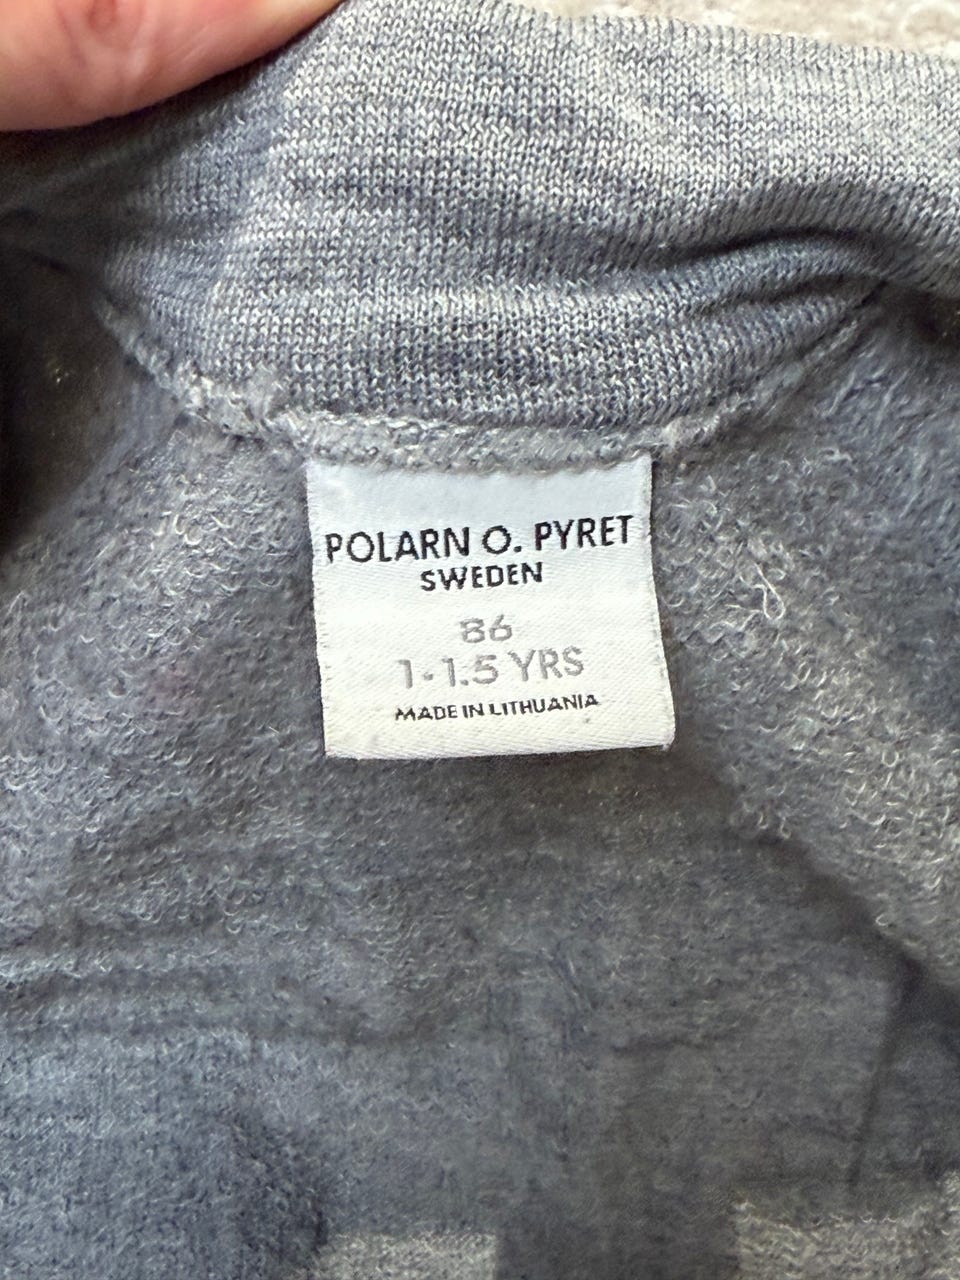 POLARN O. PYRET
SWEDEN
86
1-1.5 YRS
MADE IN LITHUANIA